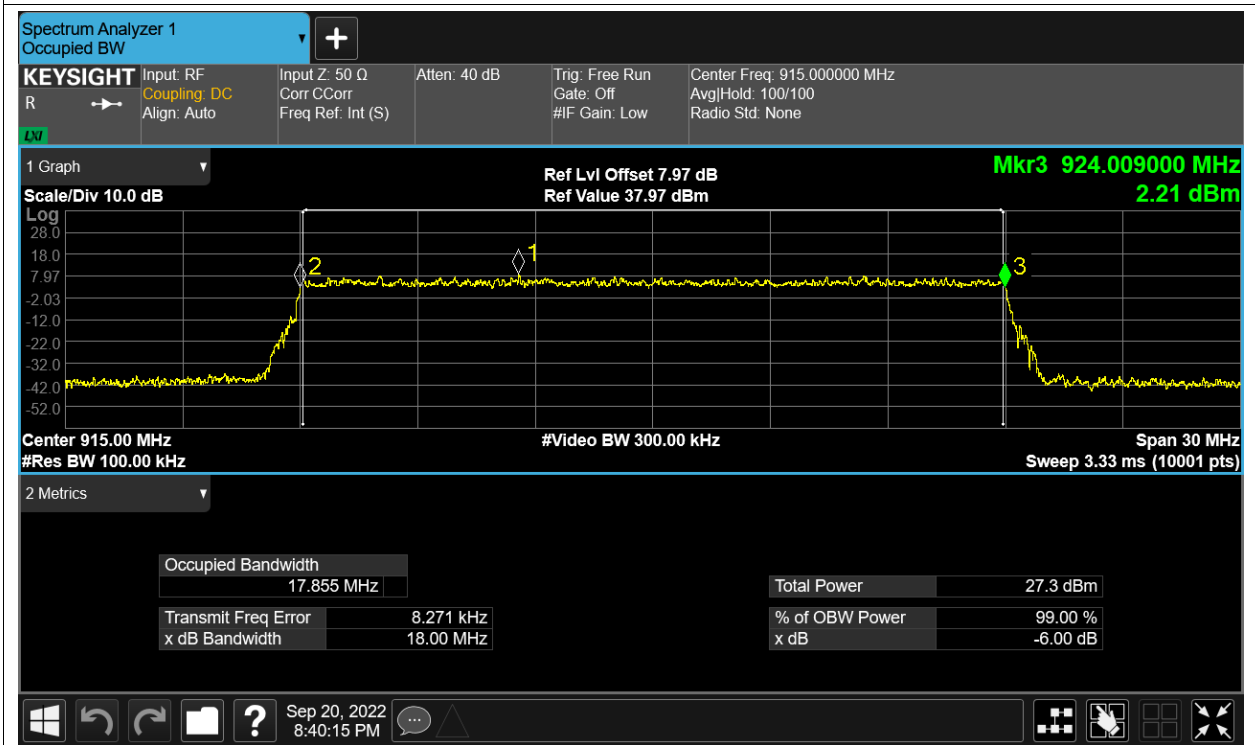 Spectrum Analyzer 1
Occupied BW
KEYSIGHT
R
LXI
Input: RF
Coupling: DC
Align: Auto
Input Z: 50 Ω
Corr CCorr
Freq Ref: Int (S)
Atten: 40 dB
Trig: Free Run
Gate: Off
#IF Gain: Low
Center Freq: 915.000000 MHz
Avg|Hold: 100/100
Radio Std: None
1 Graph
Scale/Div 10.0 dB
Ref Lvl Offset 7.97 dB
Ref Value 37.97 dBm
Mkr3 924.009000 MHz
2.21 dBm
Log
28.0
18.0
7.97
-2.03
-12.0
-22.0
-32.0
-42.0
-52.0
2
1
3
Center 915.00 MHz
#Res BW 100.00 kHz
#Video BW 300.00 kHz
Span 30 MHz
Sweep 3.33 ms (10001 pts)
2 Metrics
Occupied Bandwidth
17.855 MHz
Total Power 27.3 dBm
Transmit Freq Error 8.271 kHz
% of OBW Power 99.00 %
x dB Bandwidth 18.00 MHz
x dB -6.00 dB
?
Sep 20, 2022
8:40:15 PM